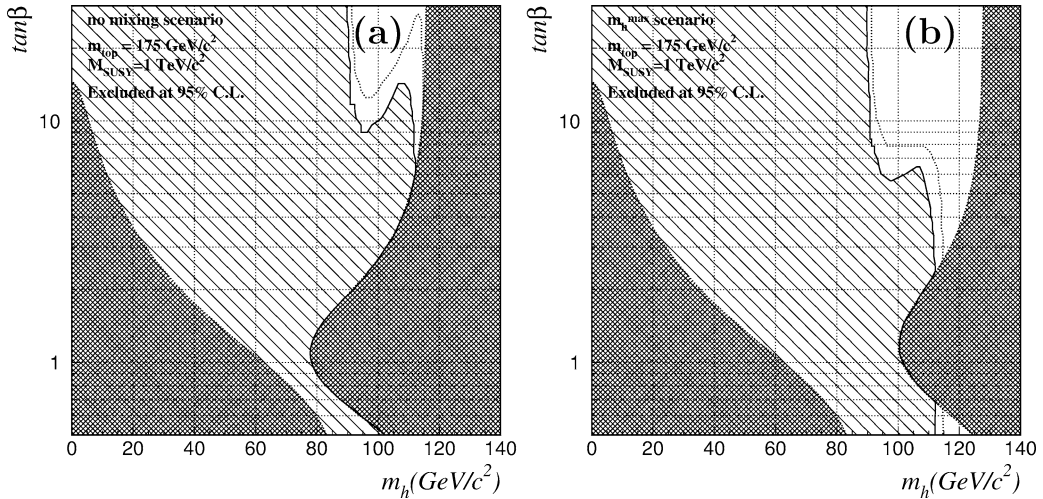 no mixing scenario
(a)
m_top = 175 GeV/c²
M_SUSY=1 TeV/c²
Excluded at 95% C.L.
tanβ
10
1
0 20 40 60 80 100 120 140
m_h(GeV/c²)
m_h^max scenario
(b)
m_top = 175 GeV/c²
M_SUSY=1 TeV/c²
Excluded at 95% C.L.
tanβ
10
1
0 20 40 60 80 100 120 140
m_h(GeV/c²)